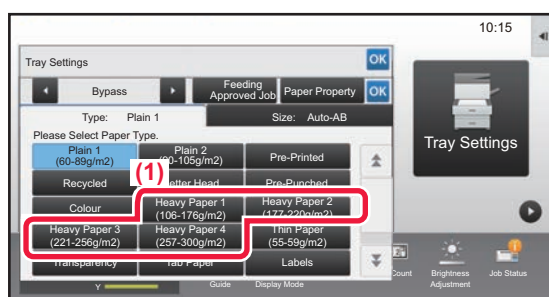 10:15
Tray Settings
OK
Bypass
Feeding
Approved Job
Paper Property
OK
Type: Plain 1
Size: Auto-AB
Please Select Paper Type.
Plain 1
(60-89g/m2)
Plain 2
(90-105g/m2)
Pre-Printed
Tray Settings
(1)
Recycled
Letter Head
Pre-Punched
Colour
Heavy Paper 1
(106-176g/m2)
Heavy Paper 2
(177-220g/m2)
Heavy Paper 3
(221-256g/m2)
Heavy Paper 4
(257-300g/m2)
Thin Paper
(55-59g/m2)
Transparency
Tab Paper
Labels
Y
Guide
Display Mode
Count
Brightness
Adjustment
Job Status